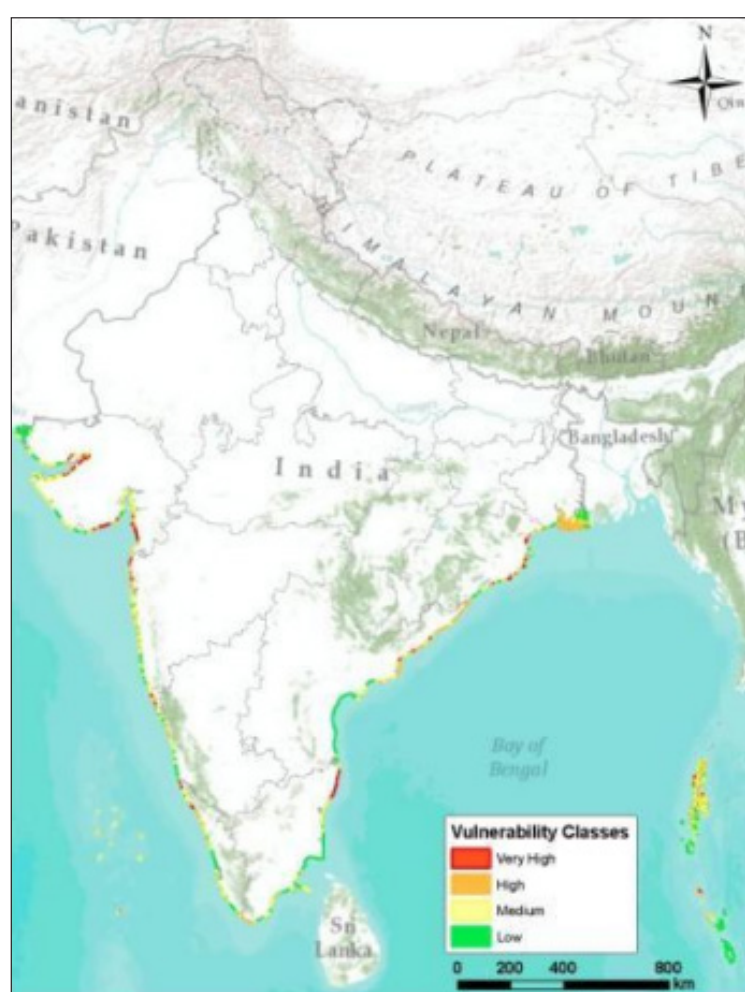 N
anistan
Pakistan
PLATEAU OF TIBE
HIMALAYAN MOUN
Nepal
Bhutan
Bangladesh
India
Bay of
Bengal
Vulnerability Classes
Very High
High
Medium
Low
Sri
Lanka
0 200 400 800
km